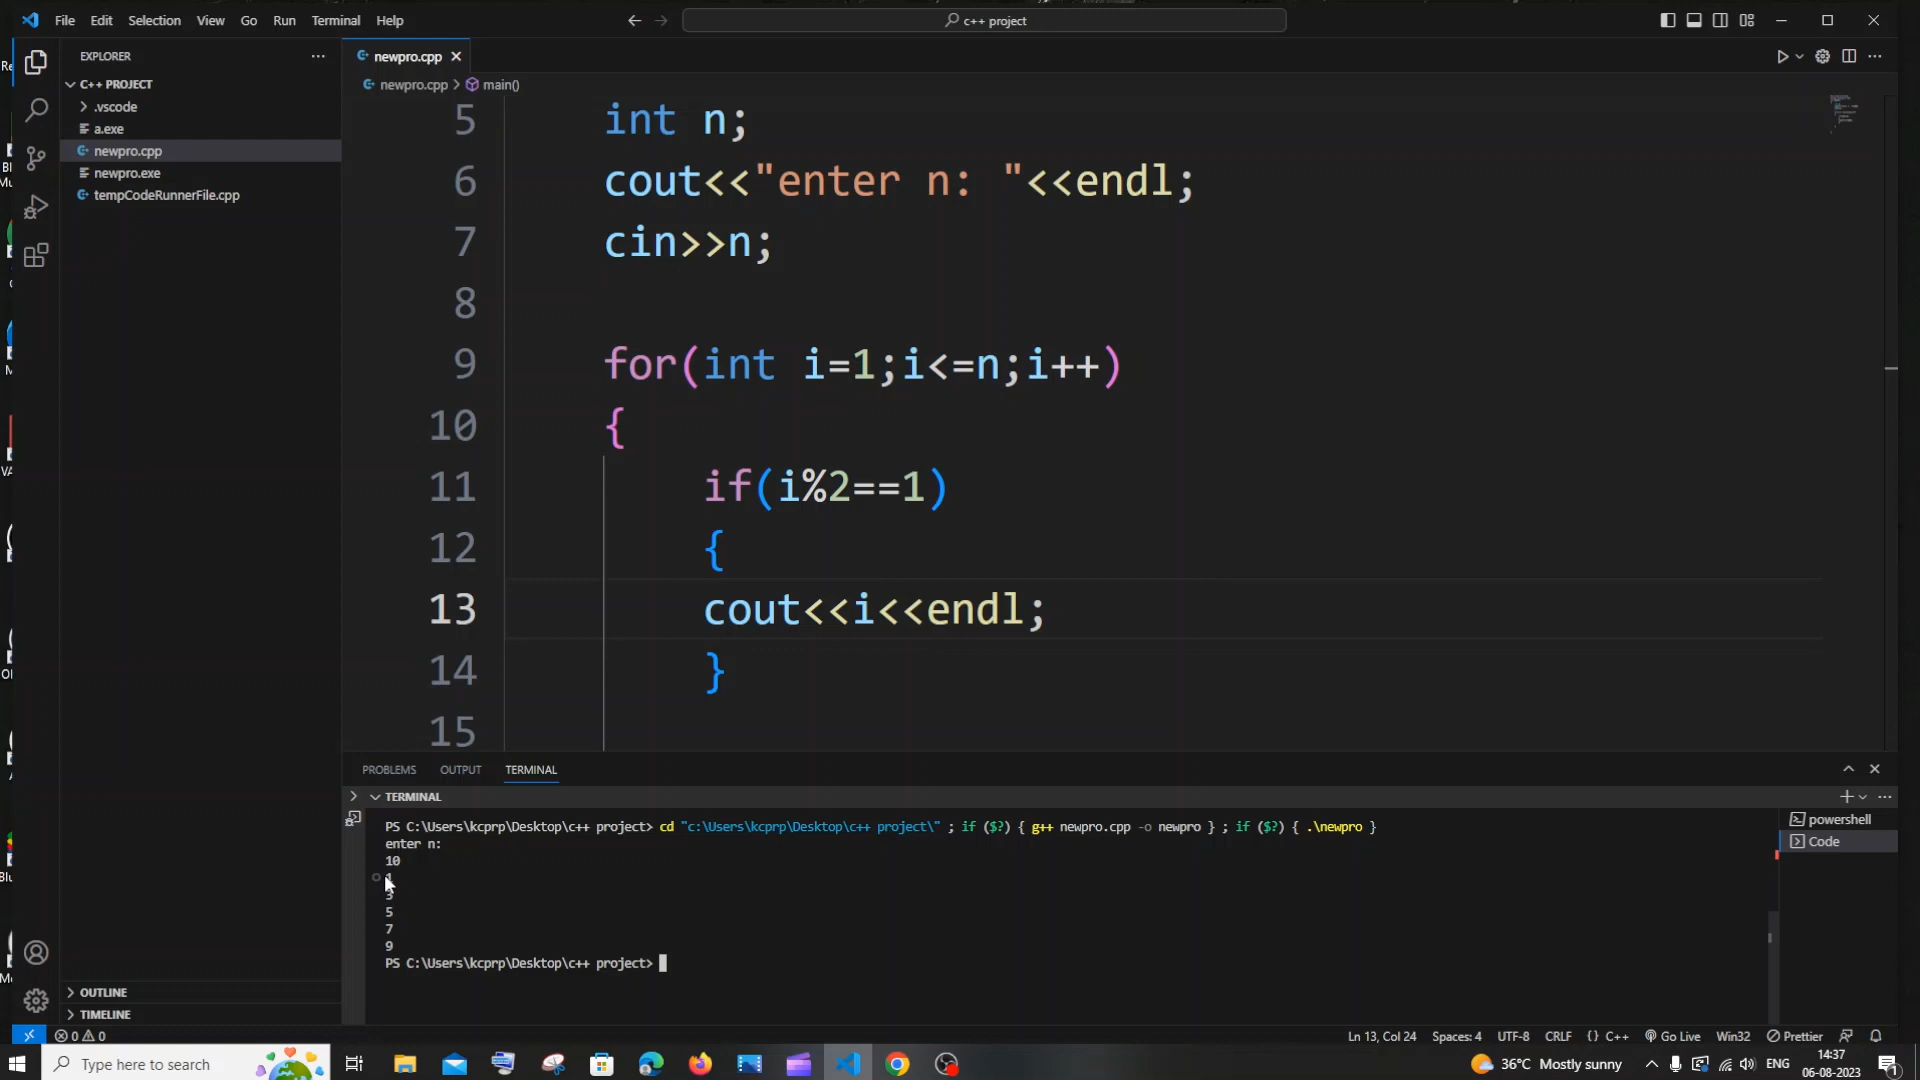 File Edit Selection View Go Run Terminal Help
c++ project
EXPLORER
C++ PROJECT
.vscode
a.exe
newpro.cpp
newpro.exe
tempCodeRunnerFile.cpp
OUTLINE
TIMELINE
newpro.cpp
newpro.cpp > main()
5 int n;
6 cout<<"enter n: "<<endl;
7 cin>>n;
8
9 for(int i=1;i<=n;i++)
10 {
11 if(i%2==1)
12 {
13 cout<<i<<endl;
14 }
15
PROBLEMS OUTPUT TERMINAL
TERMINAL
PS C:\Users\kcprp\Desktop\c++ project> cd "c:\Users\kcprp\Desktop\c++ project\" ; if ($?) { g++ newpro.cpp -o newpro } ; if ($?) { .\newpro }
enter n:
10
1
3
5
7
9
PS C:\Users\kcprp\Desktop\c++ project>
powershell
Code
0 0 Ln 13, Col 24 Spaces: 4 UTF-8 CRLF {} C++ Go Live Win32 Prettier
Type here to search
36°C Mostly sunny
ENG
14:37
06-08-2023
1